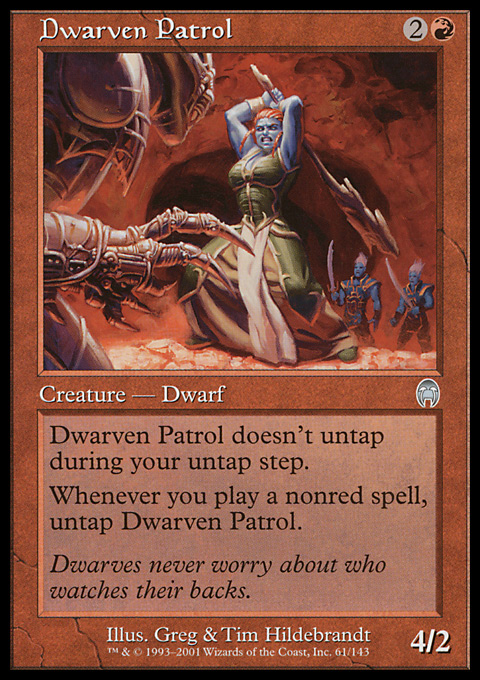 Dwarven Patrol 2
Creature — Dwarf
Dwarven Patrol doesn't untap
during your untap step.
Whenever you play a nonred spell,
untap Dwarven Patrol.
Dwarves never worry about who
watches their backs.
Illus. Greg & Tim Hildebrandt
™ & © 1993–2001 Wizards of the Coast, Inc. 61/143
4/2